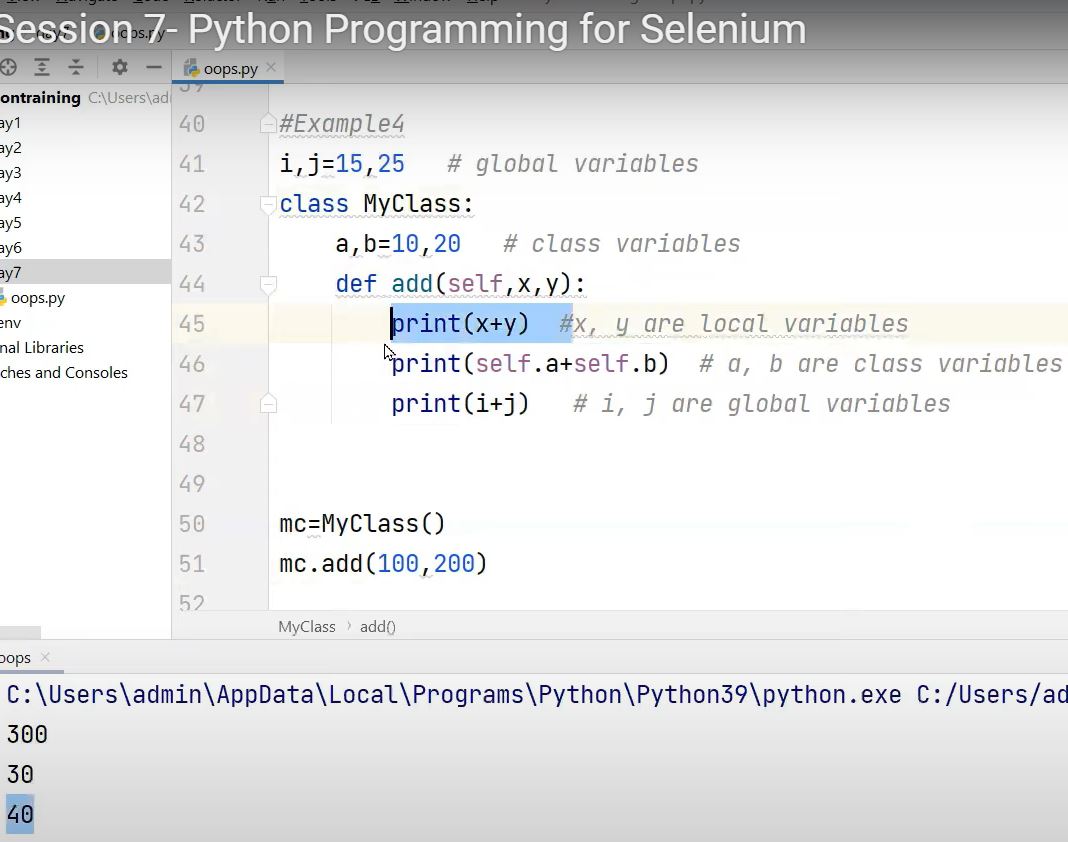 Session 7- Python Programming for Selenium
oops.py
ontraining C:\Users\ad
ay1
ay2
ay3
ay4
ay5
ay6
ay7
oops.py
env
nal Libraries
ches and Consoles
39
40 #Example4
41 i,j=15,25 # global variables
42 class MyClass:
43 a,b=10,20 # class variables
44 def add(self,x,y):
45 print(x+y) #x, y are local variables
46 print(self.a+self.b) # a, b are class variables
47 print(i+j) # i, j are global variables
48
49
50 mc=MyClass()
51 mc.add(100,200)
52
MyClass › add()
oops
C:\Users\admin\AppData\Local\Programs\Python\Python39\python.exe C:/Users/ad
300
30
40